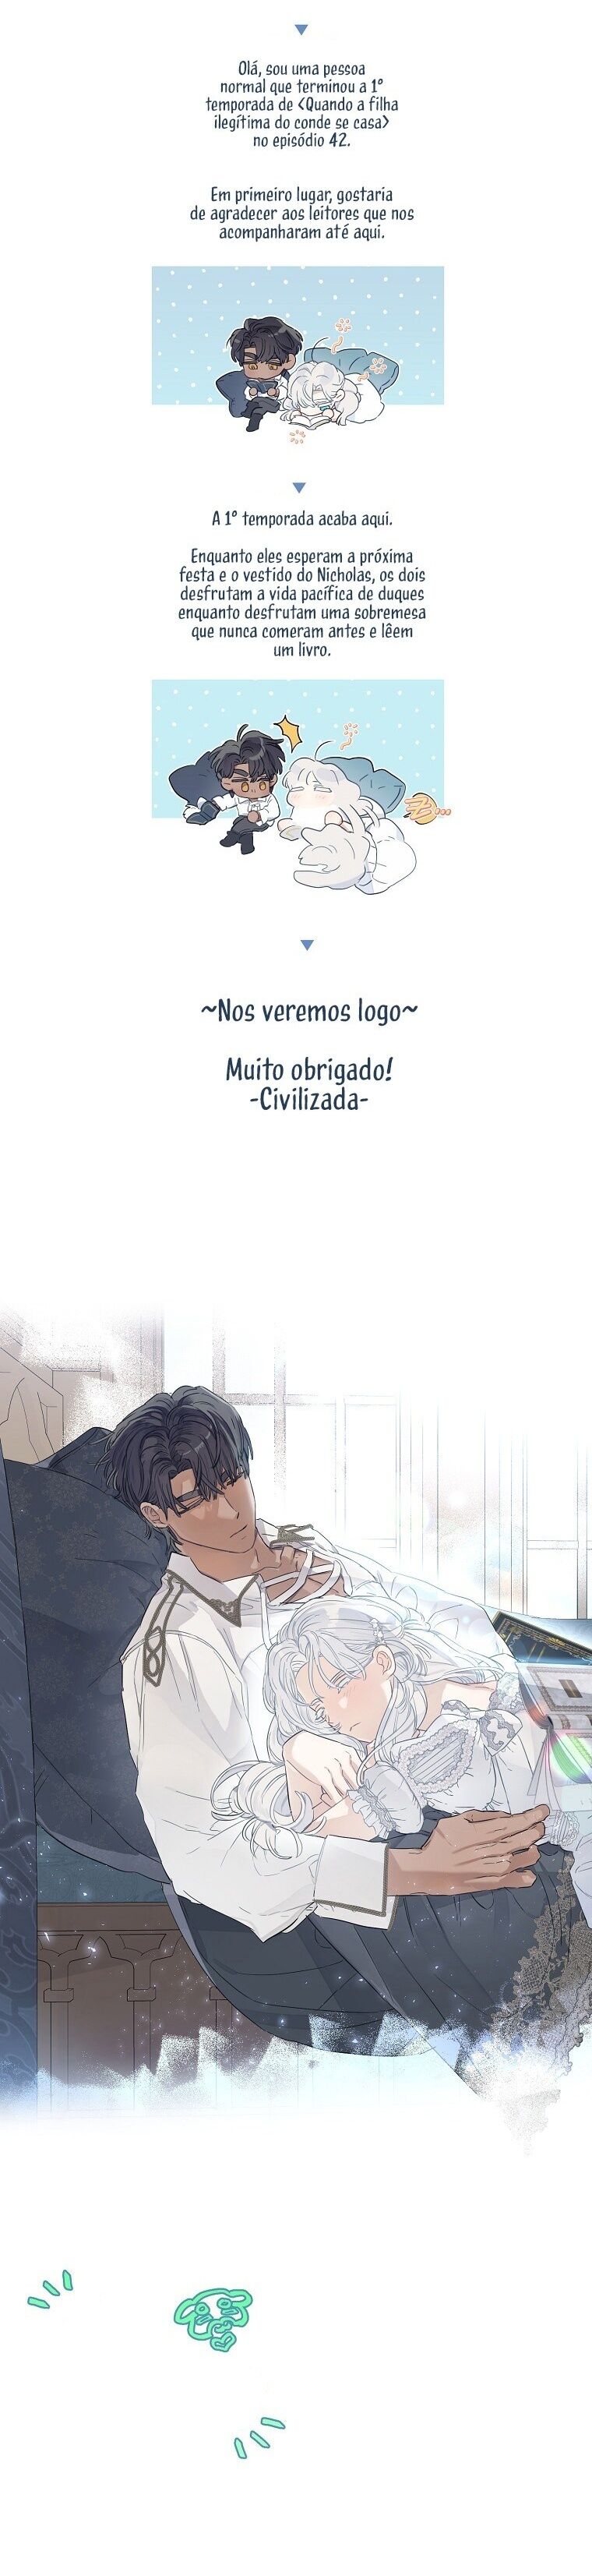 Olá, sou uma pessoa
normal que terminou a 1º
temporada de <Quando a filha
ilegítima do conde se casa>
no episódio 42.
Em primeiro lugar, gostaria
de agradecer aos leitores que nos
acompanharam até aqui.
A 1º temporada acaba aqui.
Enquanto eles esperam a próxima
festa e o vestido do Nicholas, os dois
desfrutam a vida pacífica de duques
enquanto desfrutam uma sobremesa
que nunca comeram antes e lêem
um livro.
~Nos veremos logo~
Muito obrigado!
-Civilizada-